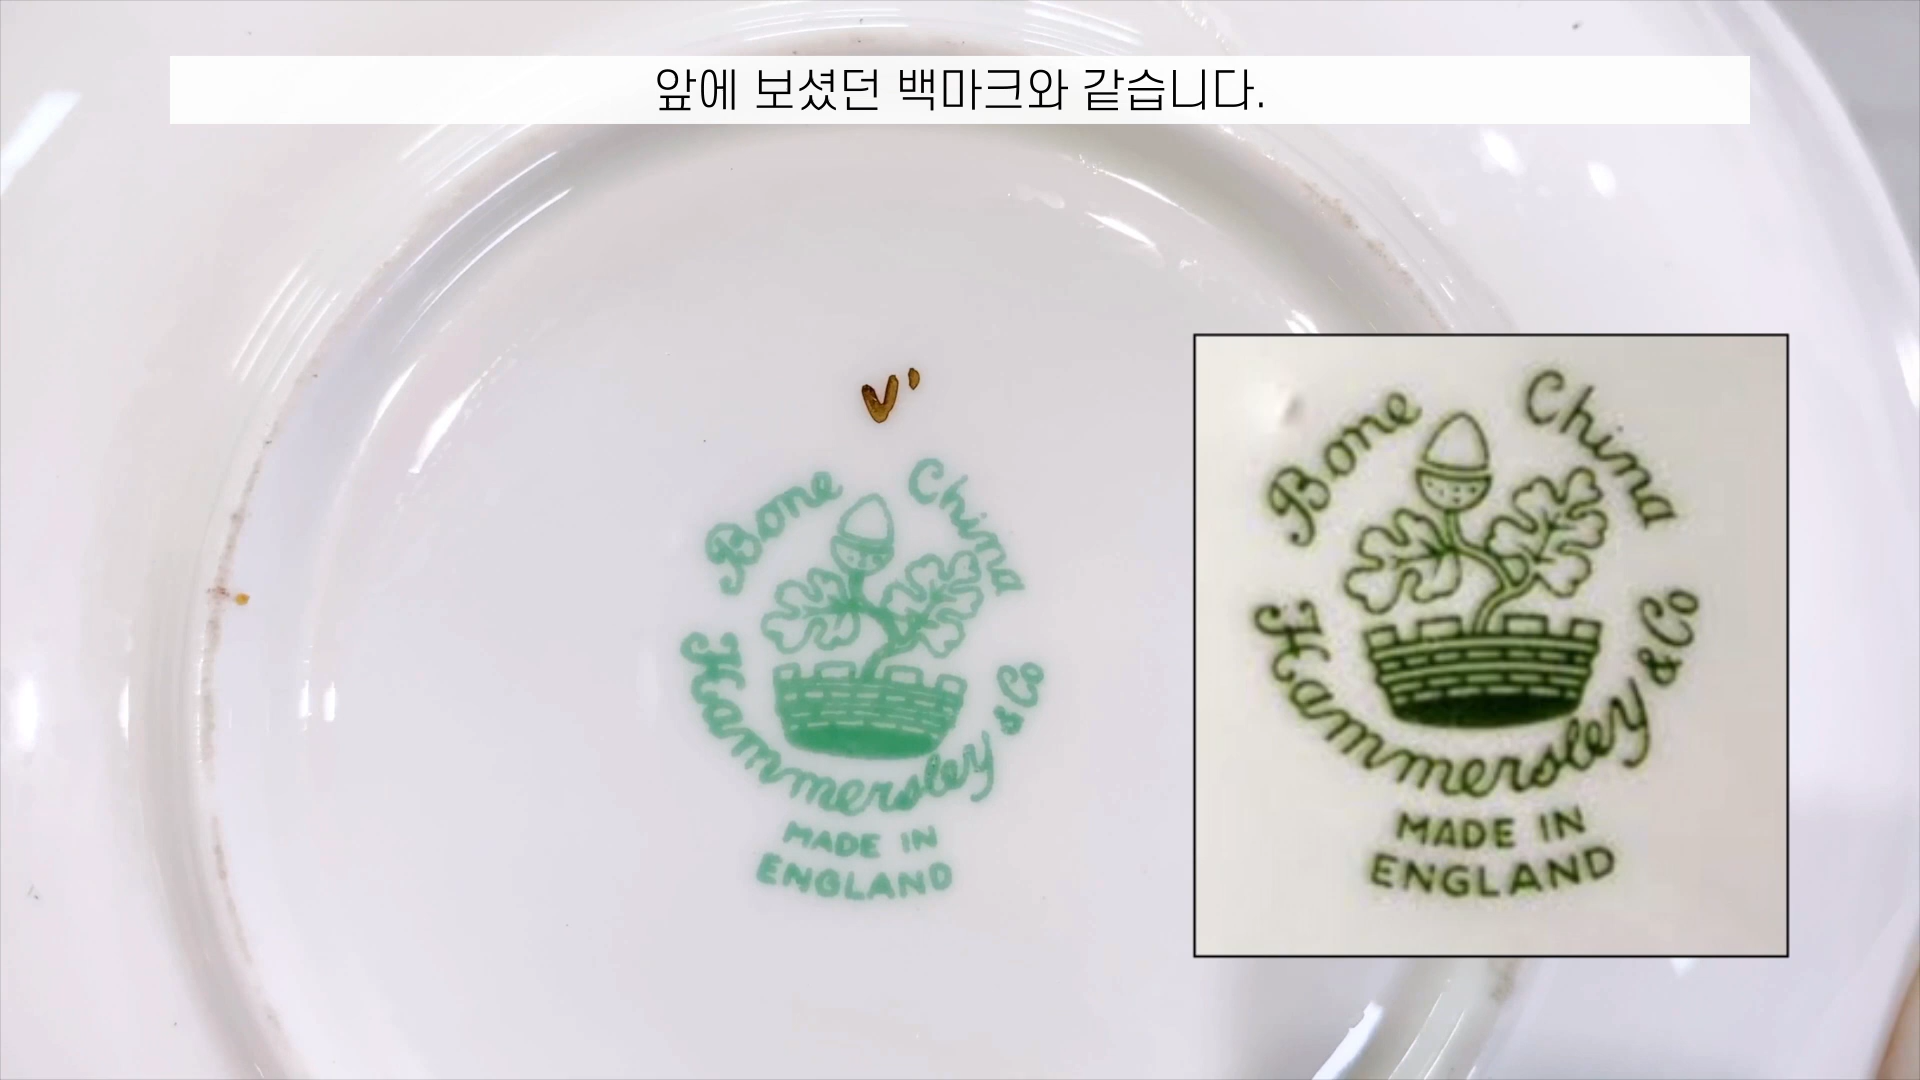 앞에 보셨던 백마크와 같습니다.
V'
Bone China
Hammersley & Co
MADE IN
ENGLAND
Bone China
Hammersley & Co
MADE IN
ENGLAND